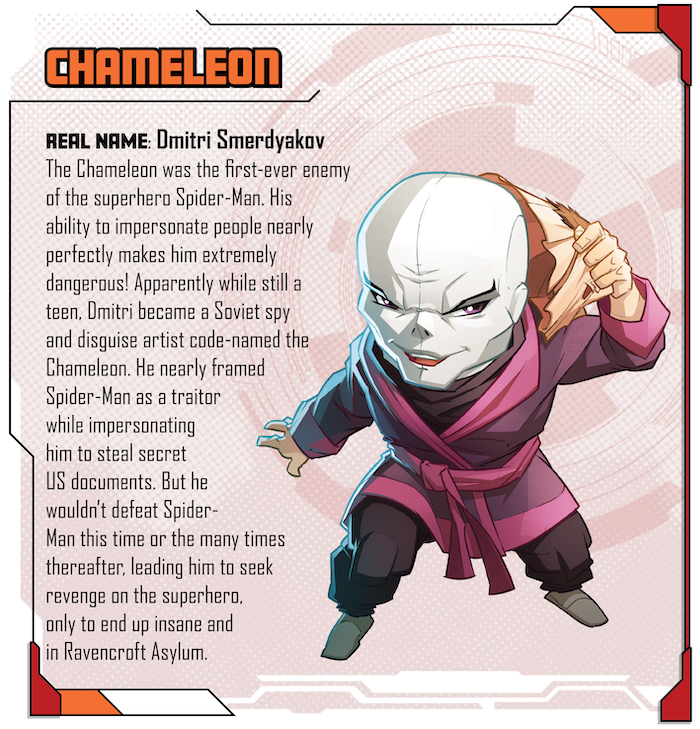 CHAMELEON
REAL NAME: Dmitri Smerdyakov
The Chameleon was the first-ever enemy
of the superhero Spider-Man. His
ability to impersonate people nearly
perfectly makes him extremely
dangerous! Apparently while still a
teen, Dmitri became a Soviet spy
and disguise artist code-named the
Chameleon. He nearly framed
Spider-Man as a traitor
while impersonating
him to steal secret
US documents. But he
wouldn't defeat Spider-
Man this time or the many times
thereafter, leading him to seek
revenge on the superhero,
only to end up insane and
in Ravencroft Asylum.